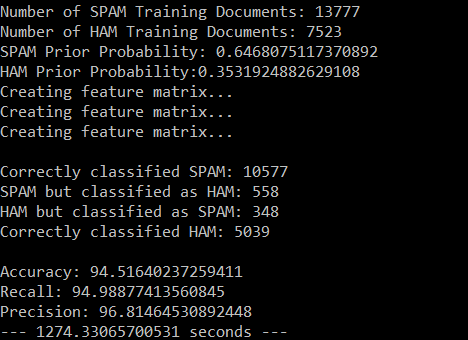 Number of SPAM Training Documents: 13777
Number of HAM Training Documents: 7523
SPAM Prior Probability: 0.6468075117370892
HAM Prior Probability:0.3531924882629108
Creating feature matrix...
Creating feature matrix...
Creating feature matrix...
Correctly classified SPAM: 10577
SPAM but classified as HAM: 558
HAM but classified as SPAM: 348
Correctly classified HAM: 5039
Accuracy: 94.51640237259411
Recall: 94.98877413560845
Precision: 96.81464530892448
--- 1274.33065700531 seconds ---